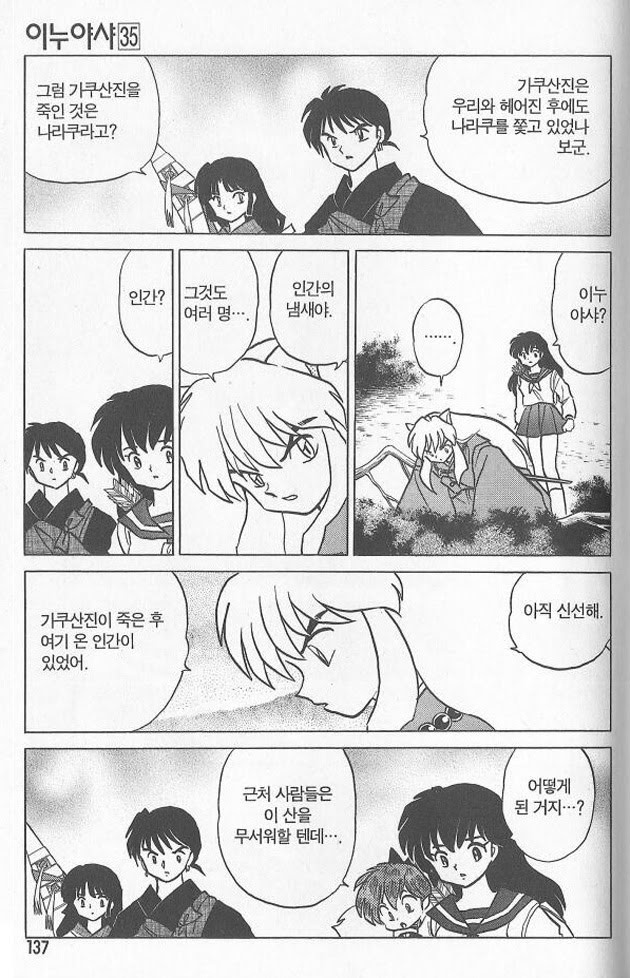 이누야샤 35
가쿠산진은
우리와 헤어진 후에도
나라쿠를 쫓고 있었나
보군.
그럼 가쿠산진을
죽인 것은
나라쿠라고?
이누
야샤?
…….
인간의
냄새야.
그것도
여러 명….
인간?
아직 신선해.
가쿠산진이 죽은 후
여기 온 인간이
있었어.
어떻게
된 거지…?
근처 사람들은
이 산을
무서워할 텐데….
137